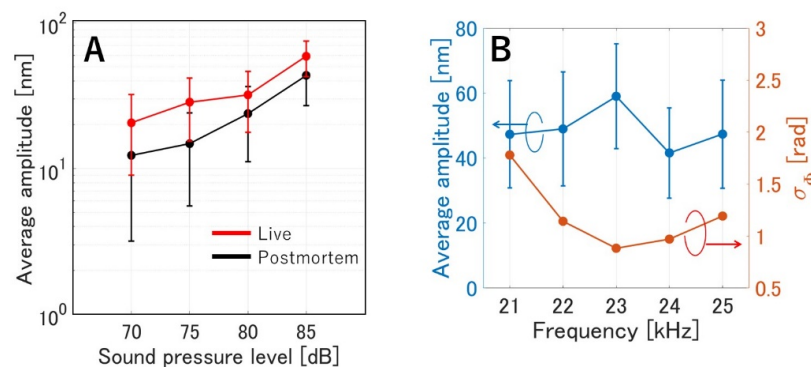 A
Average amplitude [nm]
10²
10¹
10⁰
Live
Postmortem
70 75 80 85
Sound pressure level [dB]
B
Average amplitude [nm]
80
60
40
20
0
3
2.5
2
1.5
1
0.5
σ_Φ [rad]
21 22 23 24 25
Frequency [kHz]